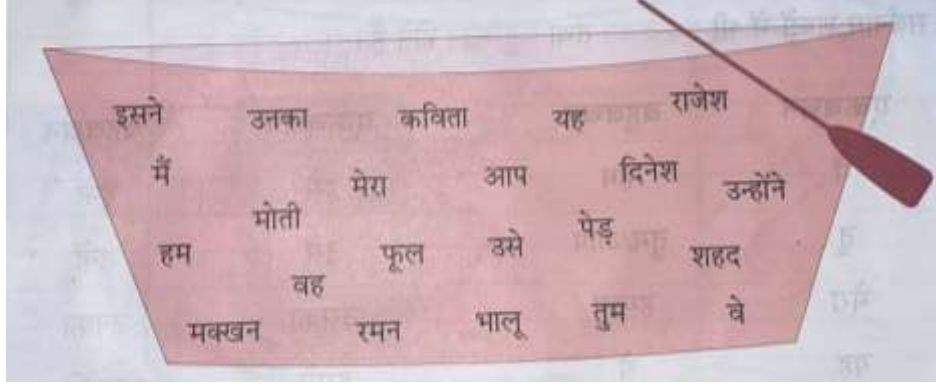 इसने उनका कविता यह राजेश
मैं मेरा आप दिनेश उन्होंने
मोती
हम फूल उसे पेड़ शहद
वह
मक्खन रमन भालू तुम वे